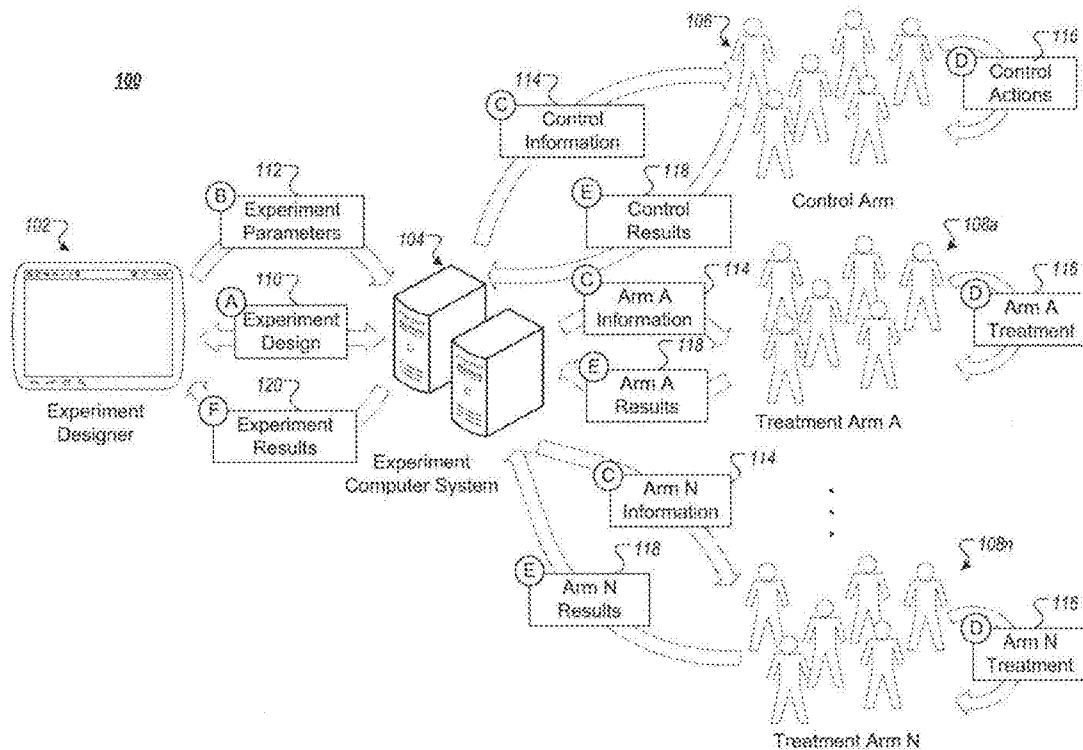 100
106
114
C
Control
Information
D
116
Control
Actions
112
B
Experiment
Parameters
E
118
Control
Results
Control Arm
102
104
110
A
Experiment
Design
C
114
Arm A
Information
108a
D
116
Arm A
Treatment
120
F
Experiment
Results
E
118
Arm A
Results
Treatment Arm A
Experiment
Designer
Experiment
Computer System
C
114
Arm N
Information
E
118
Arm N
Results
108n
D
116
Arm N
Treatment
Treatment Arm N